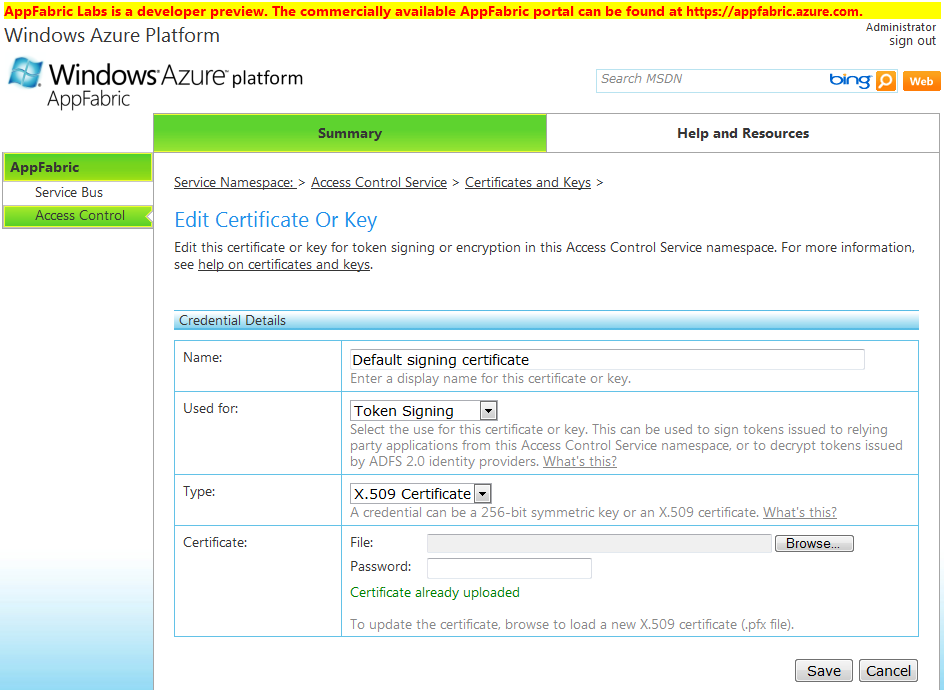 AppFabric Labs is a developer preview. The commercially available AppFabric portal can be found at https://appfabric.azure.com.
Windows Azure Platform
Administrator
sign out
Windows Azure platform
AppFabric
Search MSDN
bing
Web
Summary
Help and Resources
AppFabric
Service Bus
Access Control
Service Namespace: > Access Control Service > Certificates and Keys >
Edit Certificate Or Key
Edit this certificate or key for token signing or encryption in this Access Control Service namespace. For more information,
see help on certificates and keys.
Credential Details
Name:
Default signing certificate
Enter a display name for this certificate or key.
Used for:
Token Signing
Select the use for this certificate or key. This can be used to sign tokens issued to relying
party applications from this Access Control Service namespace, or to decrypt tokens issued
by ADFS 2.0 identity providers. What's this?
Type:
X.509 Certificate
A credential can be a 256-bit symmetric key or an X.509 certificate. What's this?
Certificate:
File:
Browse...
Password:
Certificate already uploaded
To update the certificate, browse to load a new X.509 certificate (.pfx file).
Save
Cancel